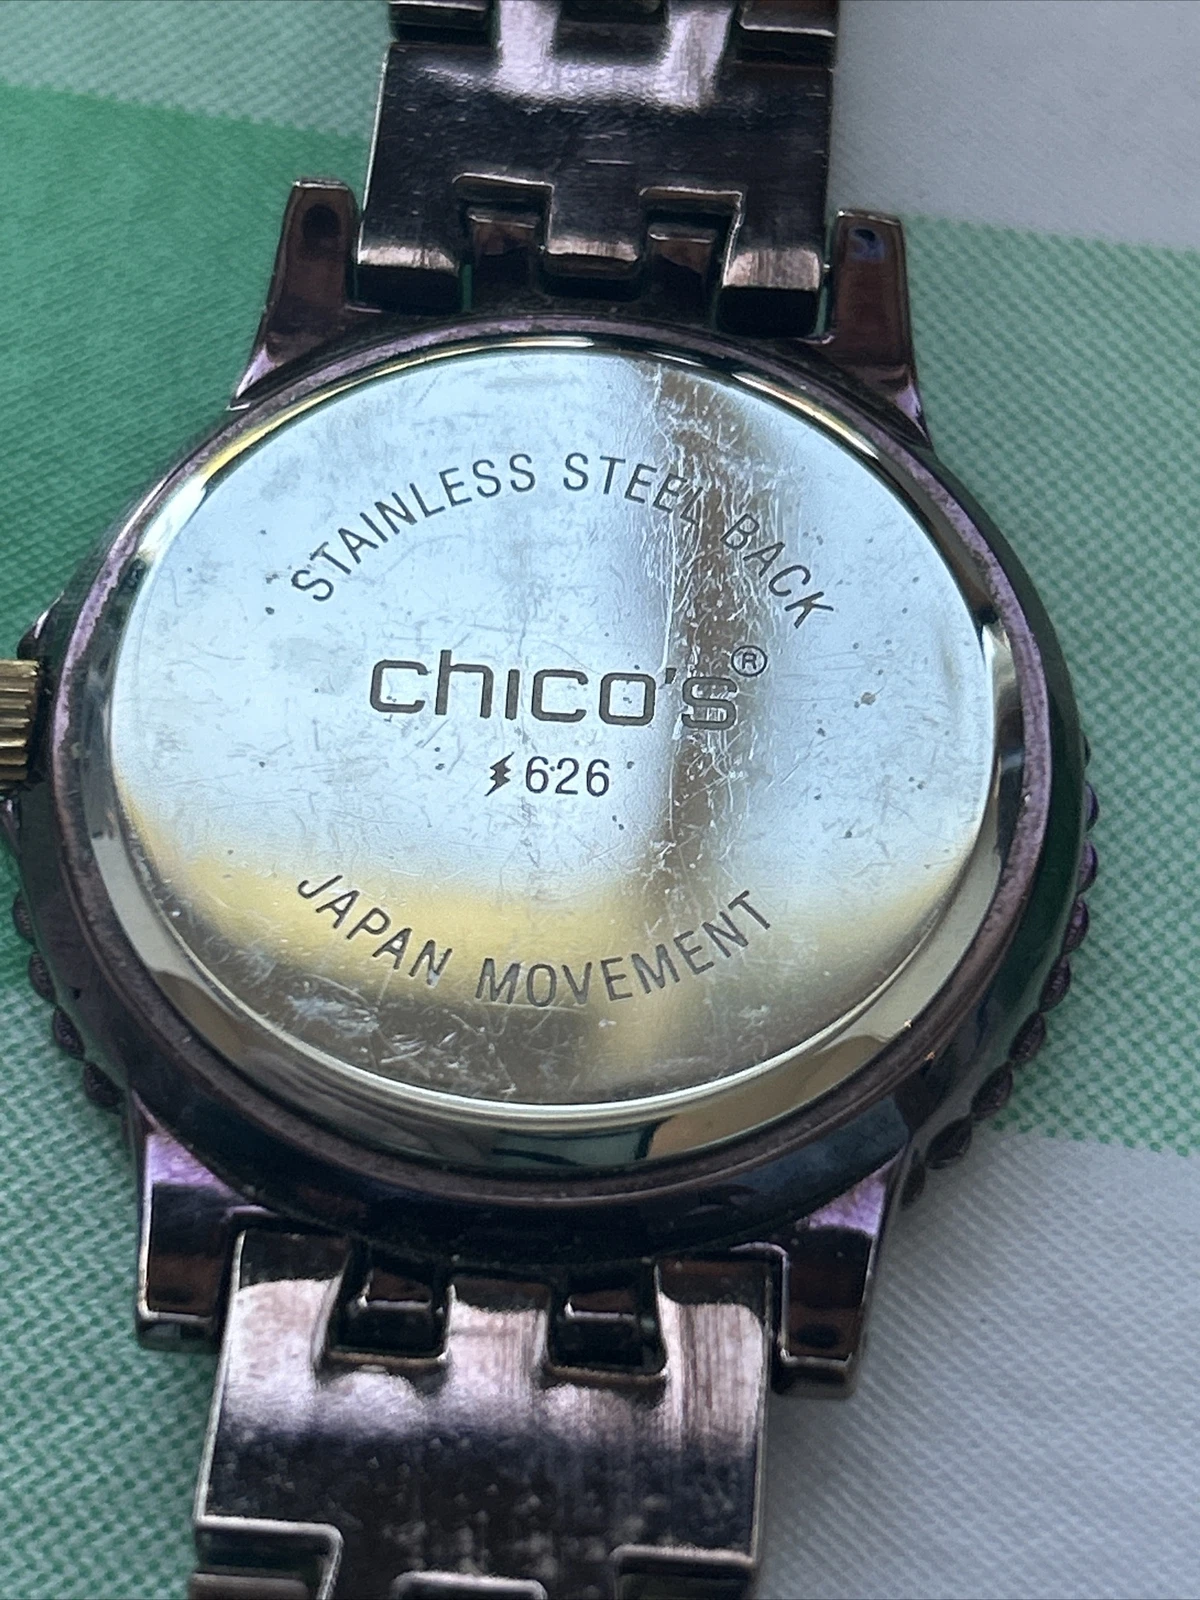 STAINLESS STEEL BACK
chico's®
626
JAPAN MOVEMENT